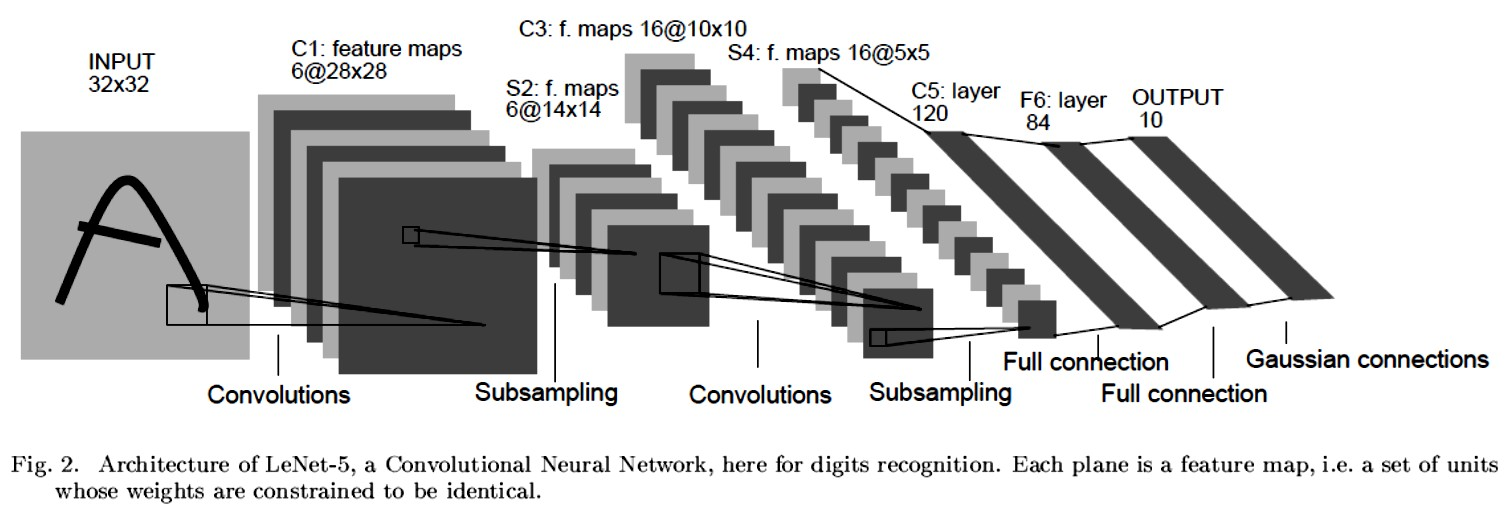 INPUT
32x32
C1: feature maps
6@28x28
S2: f. maps
6@14x14
C3: f. maps 16@10x10
S4: f. maps 16@5x5
C5: layer
120
F6: layer
84
OUTPUT
10
Convolutions
Subsampling
Convolutions
Subsampling
Full connection
Full connection
Gaussian connections
Fig. 2. Architecture of LeNet-5, a Convolutional Neural Network, here for digits recognition. Each plane is a feature map, i.e. a set of units
whose weights are constrained to be identical.
A